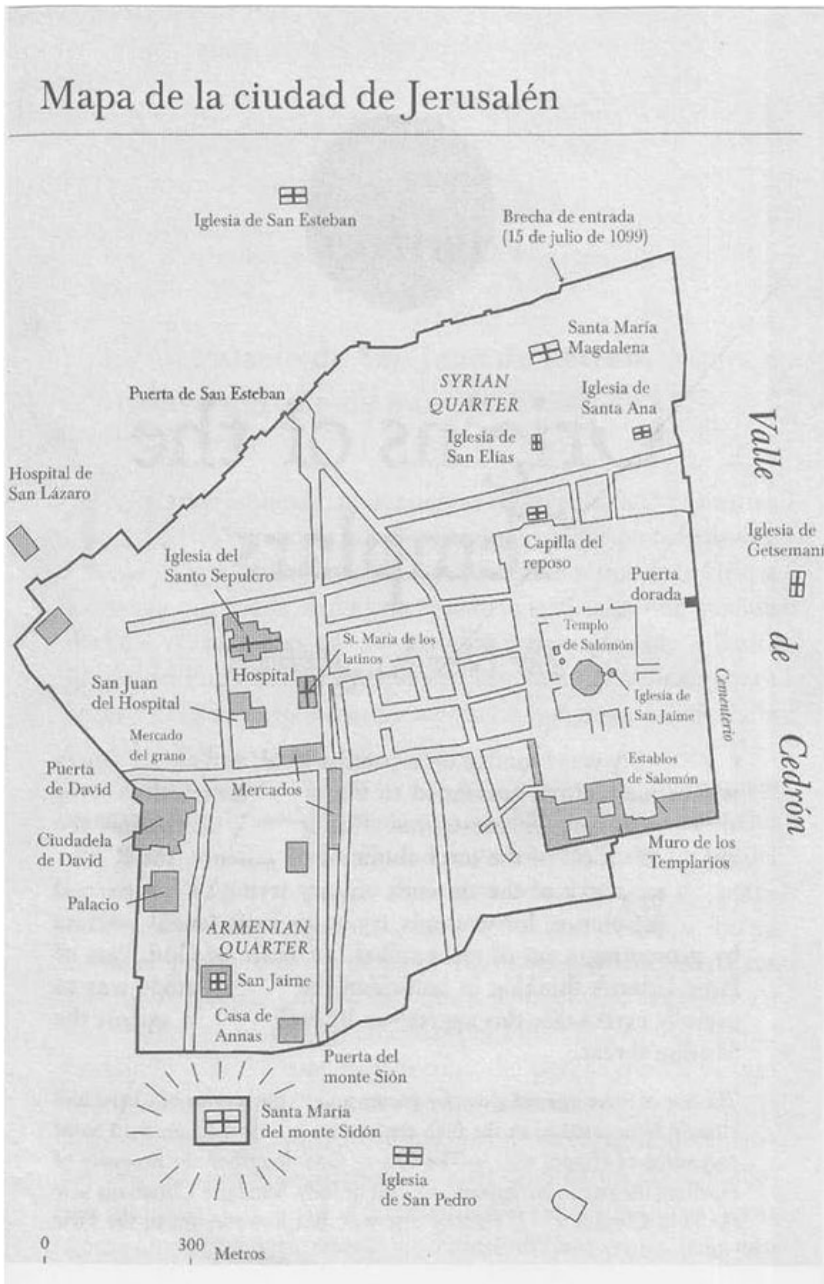 Mapa de la ciudad de Jerusalén
Iglesia de San Esteban
Brecha de entrada
(15 de julio de 1099)
Santa María
Magdalena
SYRIAN
QUARTER
Iglesia de
Santa Ana
Puerta de San Esteban
Iglesia de
San Elías
Valle
de
Cedrón
Hospital de
San Lázaro
Capilla del
reposo
Iglesia de
Getsemaní
Iglesia del
Santo Sepulcro
Puerta
dorada
Templo
de Salomón
St. María de los
latinos
Hospital
San Juan
del Hospital
Iglesia de
San Jaime
Cementerio
Mercado
del grano
Puerta
de David
Mercados
Establos
de Salomón
Ciudadela
de David
Muro de los
Templarios
Palacio
ARMENIAN
QUARTER
San Jaime
Casa de
Annas
Puerta del
monte Sión
Santa María
del monte Sidón
Iglesia
de San Pedro
0 300
Metros